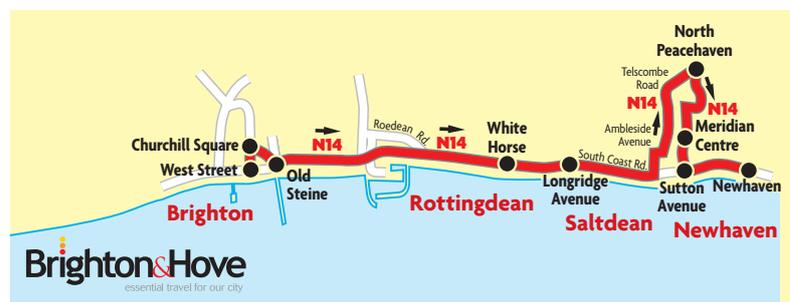 North
Peacehaven
Telscombe
Road
N14
N14
Ambleside
Avenue
Meridian
Centre
Churchill Square
West Street
N14
Roedean Rd.
N14
White
Horse
South Coast Rd.
Old
Steine
Longridge
Avenue
Sutton
Avenue
Newhaven
Brighton
Rottingdean
Saltdean
Newhaven
Brighton&Hove
essential travel for our city